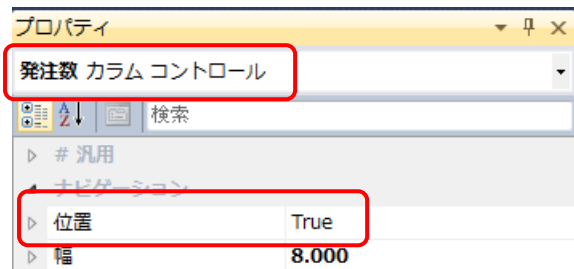 プロパティ
発注数 カラム コントロール
検索
# 汎用
ナビゲーション
位置 True
幅 8.000